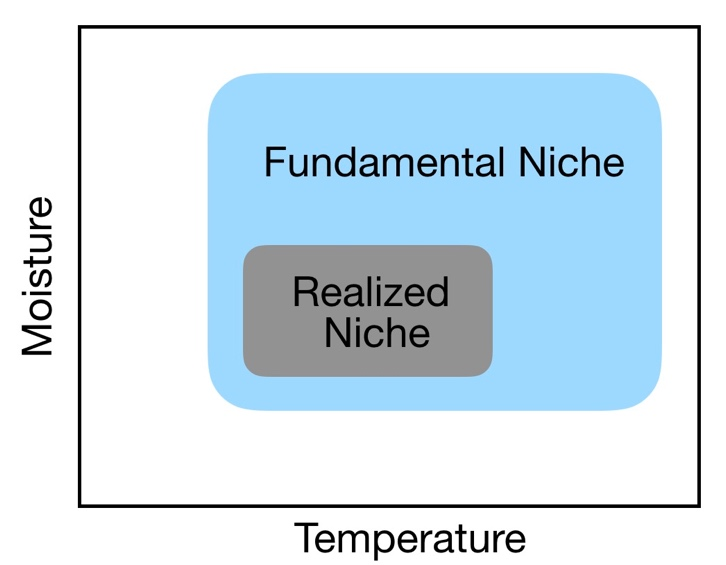 Fundamental Niche
Realized
Niche
Moisture
Temperature